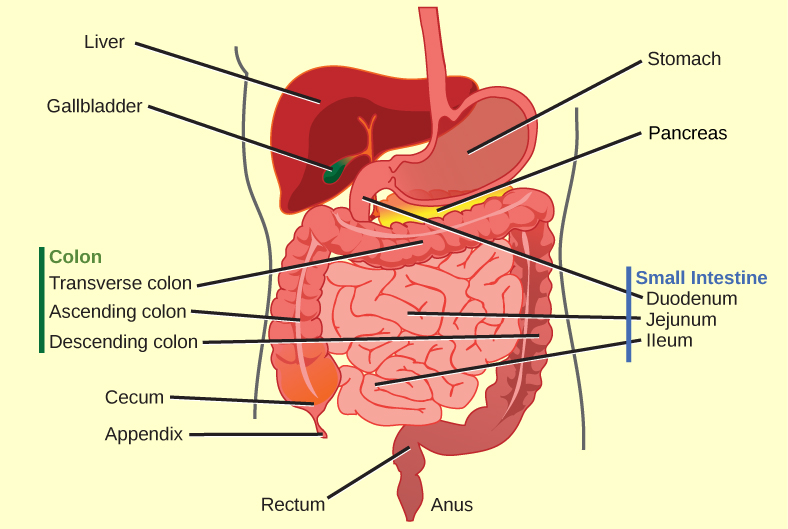 Liver
Gallbladder
Stomach
Pancreas
Colon
Transverse colon
Ascending colon
Descending colon
Small Intestine
Duodenum
Jejunum
Ileum
Cecum
Appendix
Rectum
Anus